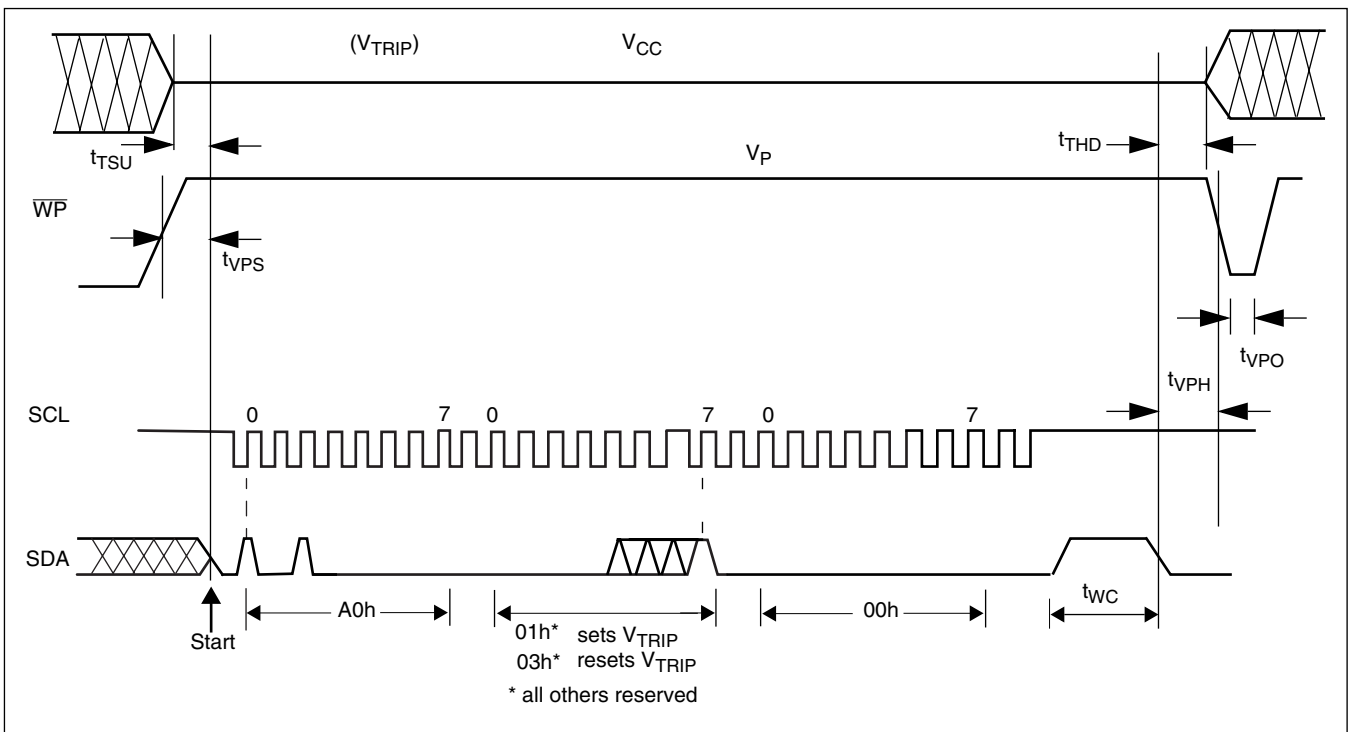 (VTRIP) VCC
tTSU tTHD
VP
WP
tVPS
tVPO
tVPH
SCL 0 7 0 7 0 7
SDA
A0h 00h tWC
Start
01h* sets VTRIP
03h* resets VTRIP
* all others reserved